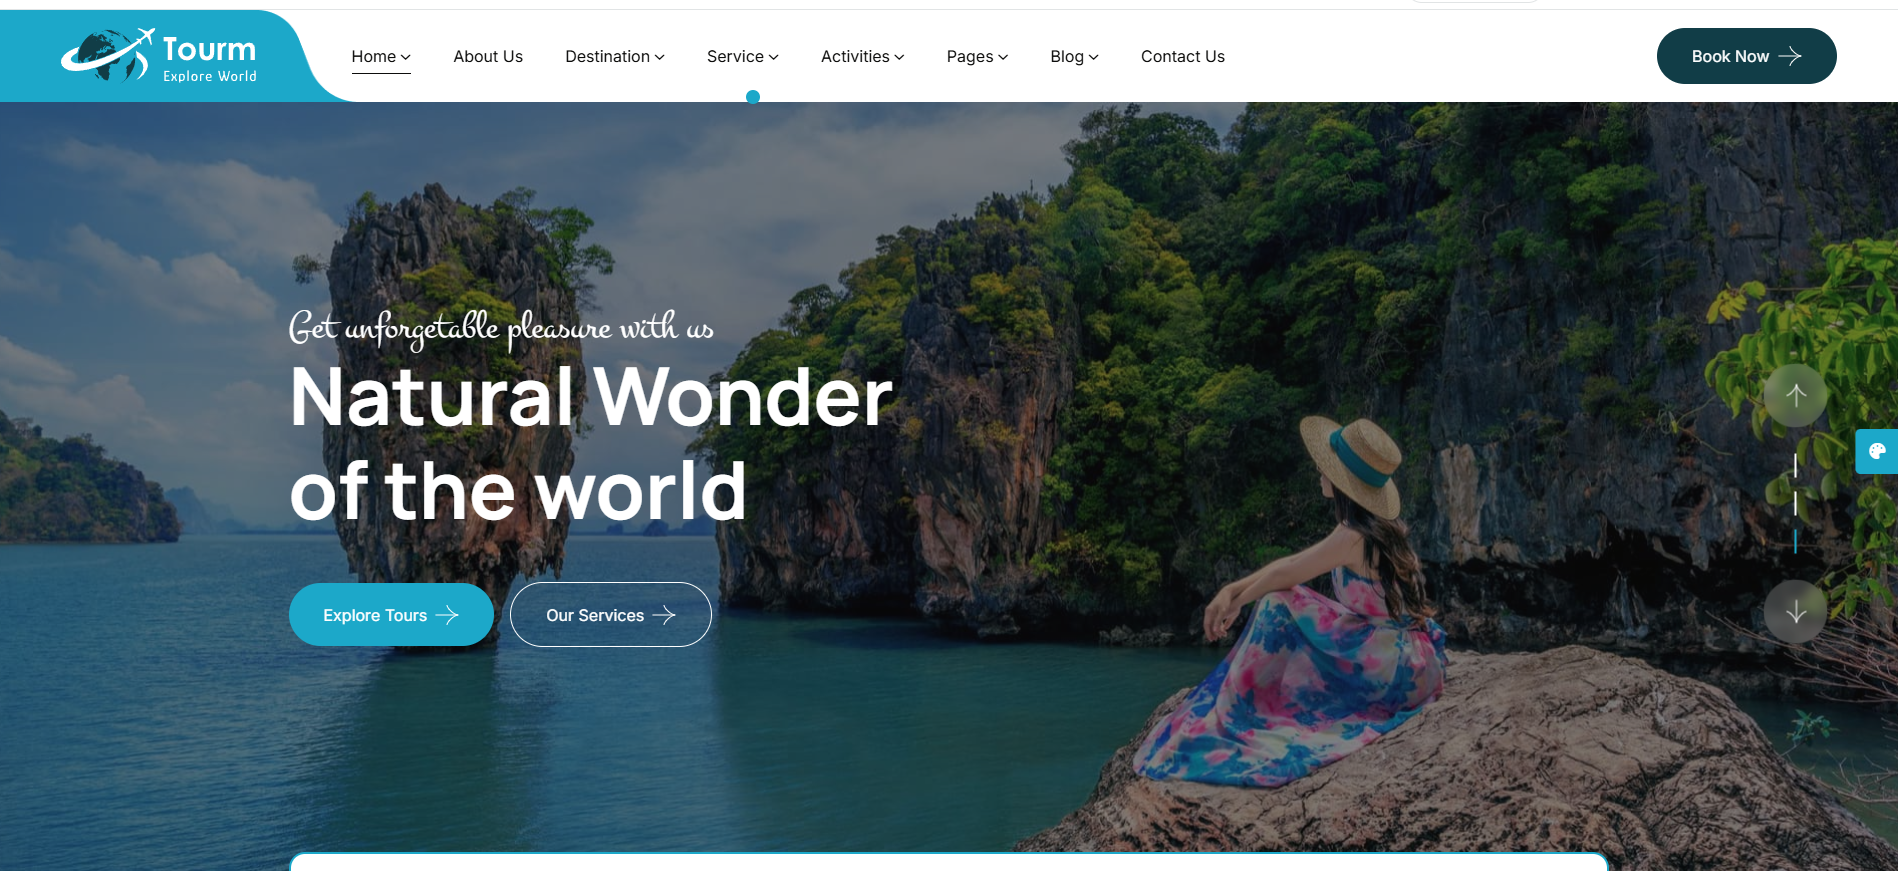 Tourm
Explore World
Home
About Us
Destination
Service
Activities
Pages
Blog
Contact Us
Book Now
Get unforgetable pleasure with us
Natural Wonder
of the world
Explore Tours
Our Services